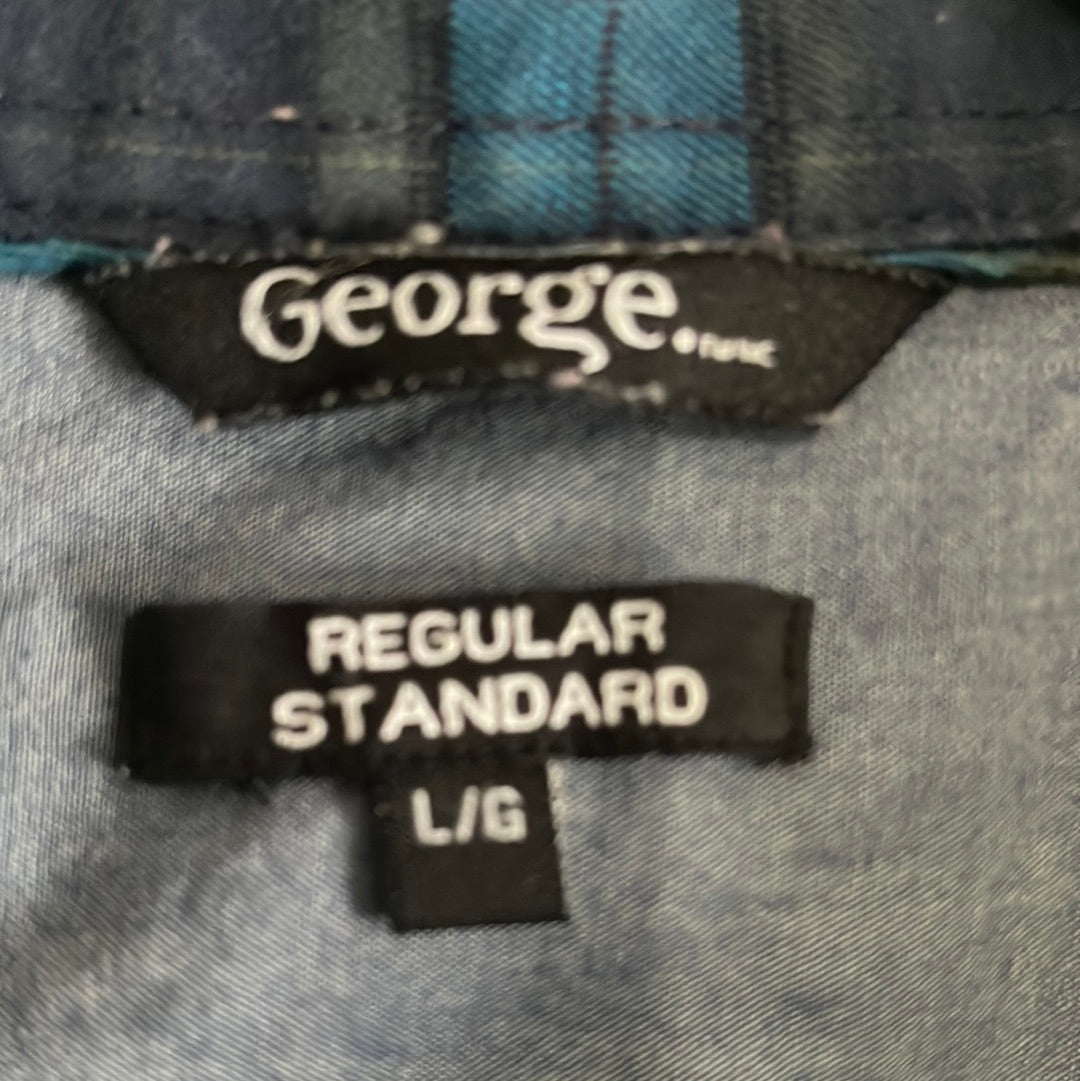 George.
REGULAR
STANDARD
L/G